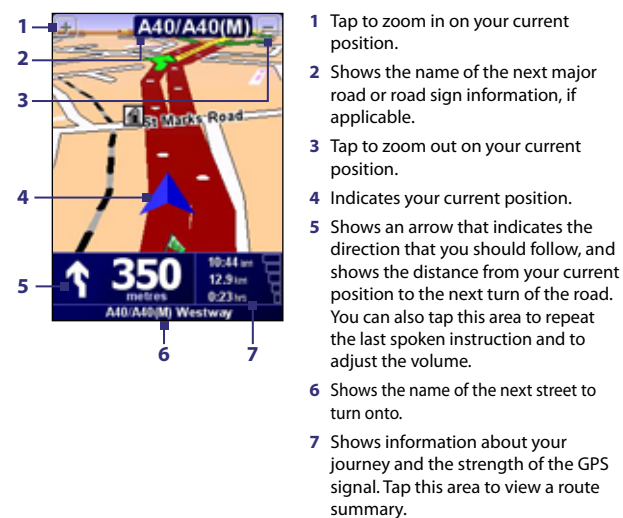 1
+
A40/A40(M)
−
2
3
St Marks Road
4
5
350
metres
10:44
12.9 km
0:23 hrs
A40/A40(M) Westway
6
7
1 Tap to zoom in on your current
position.
2 Shows the name of the next major
road or road sign information, if
applicable.
3 Tap to zoom out on your current
position.
4 Indicates your current position.
5 Shows an arrow that indicates the
direction that you should follow, and
shows the distance from your current
position to the next turn of the road.
You can also tap this area to repeat
the last spoken instruction and to
adjust the volume.
6 Shows the name of the next street to
turn onto.
7 Shows information about your
journey and the strength of the GPS
signal. Tap this area to view a route
summary.